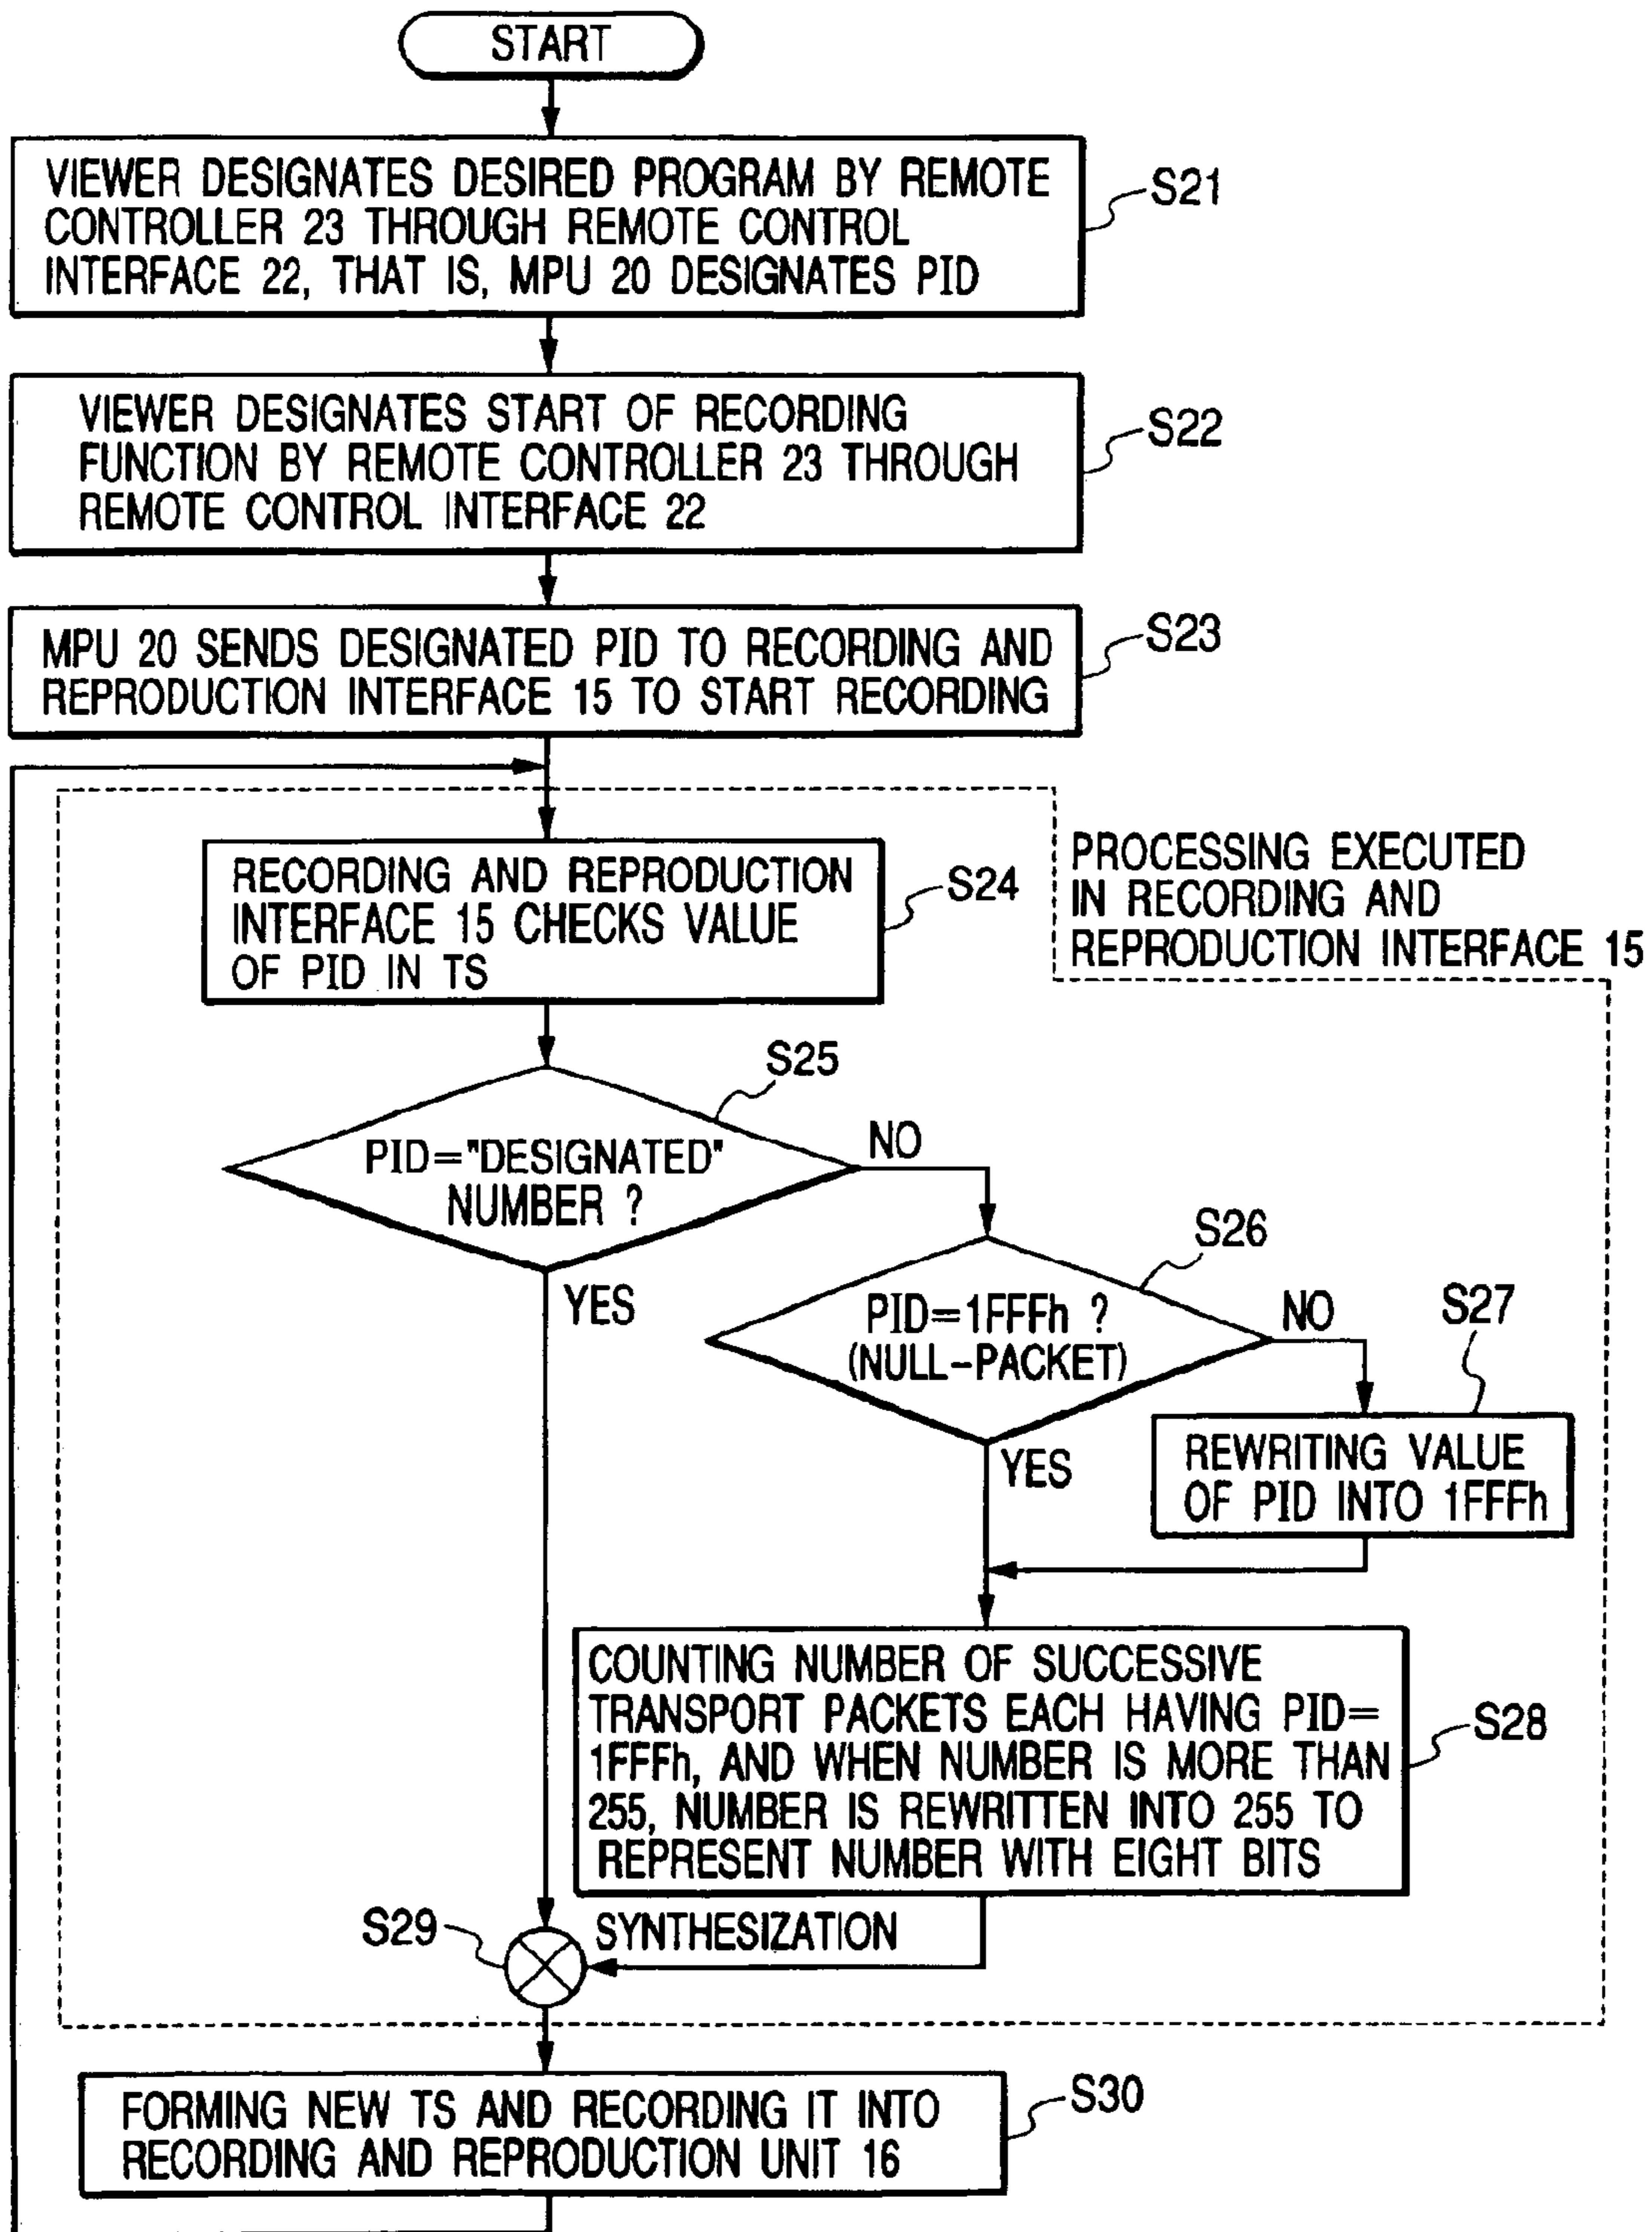 START
VIEWER DESIGNATES DESIRED PROGRAM BY REMOTE
CONTROLLER 23 THROUGH REMOTE CONTROL
INTERFACE 22, THAT IS, MPU 20 DESIGNATES PID
S21
VIEWER DESIGNATES START OF RECORDING
FUNCTION BY REMOTE CONTROLLER 23 THROUGH
REMOTE CONTROL INTERFACE 22
S22
MPU 20 SENDS DESIGNATED PID TO RECORDING AND
REPRODUCTION INTERFACE 15 TO START RECORDING
S23
PROCESSING EXECUTED
IN RECORDING AND
REPRODUCTION INTERFACE 15
RECORDING AND REPRODUCTION
INTERFACE 15 CHECKS VALUE
OF PID IN TS
S24
S25
PID="DESIGNATED"
NUMBER ?
NO
YES
S26
PID=1FFFh ?
(NULL-PACKET)
NO
YES
S27
REWRITING VALUE
OF PID INTO 1FFFh
COUNTING NUMBER OF SUCCESSIVE
TRANSPORT PACKETS EACH HAVING PID=
1FFFh, AND WHEN NUMBER IS MORE THAN
255, NUMBER IS REWRITTEN INTO 255 TO
REPRESENT NUMBER WITH EIGHT BITS
S28
S29
SYNTHESIZATION
FORMING NEW TS AND RECORDING IT INTO
RECORDING AND REPRODUCTION UNIT 16
S30